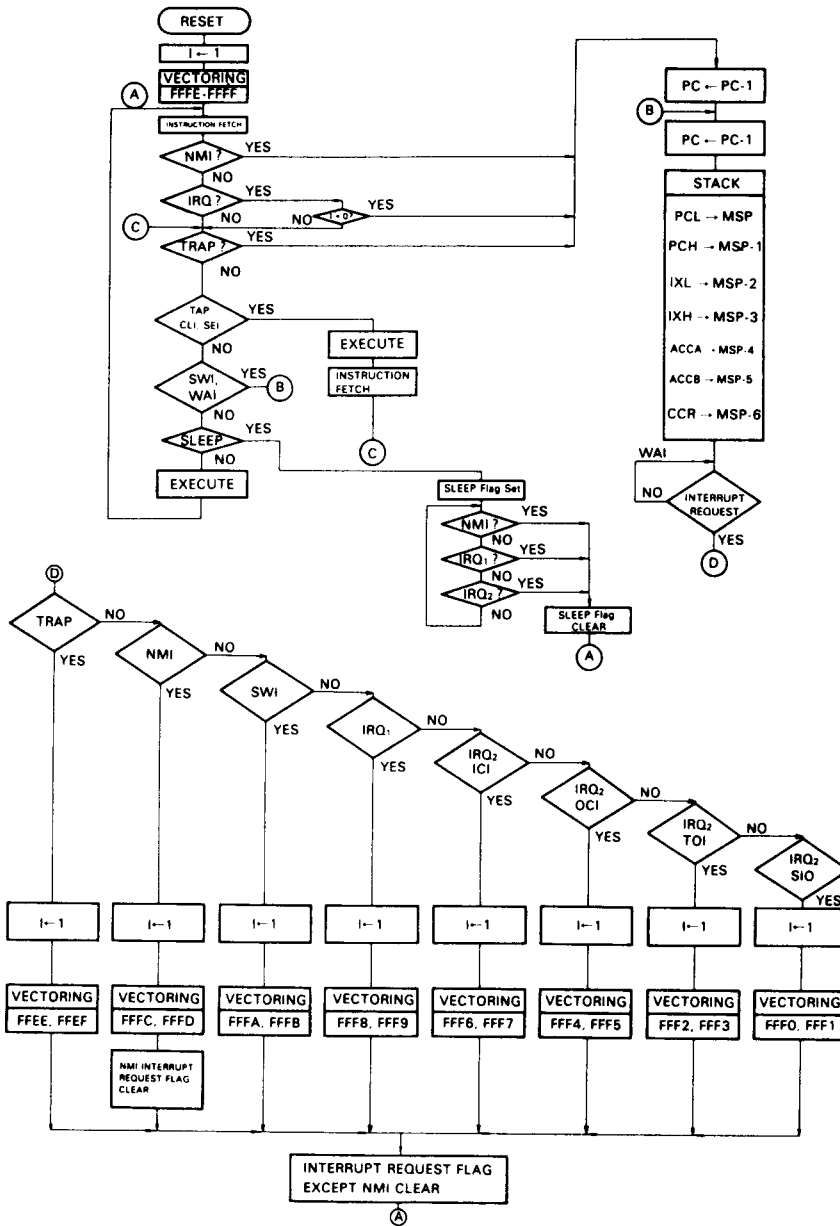 RESET
I ← 1
VECTORING
FFFE-FFFF
A
INSTRUCTION FETCH
NMI ?
YES
NO
IRQ ?
YES
NO
I = 0?
YES
NO
C
TRAP ?
YES
NO
TAP
CLI, SEI
YES
NO
EXECUTE
INSTRUCTION
FETCH
C
SWI,
WAI
YES
B
NO
SLEEP
YES
NO
EXECUTE
PC ← PC-1
B
PC ← PC-1
STACK
PCL → MSP
PCH → MSP-1
IXL → MSP-2
IXH → MSP-3
ACCA → MSP-4
ACCB → MSP-5
CCR → MSP-6
WAI
NO
INTERRUPT
REQUEST
YES
D
SLEEP Flag Set
NMI ?
YES
NO
IRQ₁ ?
YES
NO
IRQ₂ ?
YES
NO
SLEEP Flag
CLEAR
A
D
TRAP
NO
YES
NMI
NO
YES
SWI
NO
YES
IRQ₁
NO
YES
IRQ₂
ICI
NO
YES
IRQ₂
OCI
NO
YES
IRQ₂
TOI
NO
YES
IRQ₂
SIO
YES
I←1
I←1
I←1
I←1
I←1
I←1
I←1
I←1
VECTORING
FFEE, FFEF
VECTORING
FFFC, FFFD
VECTORING
FFFA, FFFB
VECTORING
FFF8, FFF9
VECTORING
FFF6, FFF7
VECTORING
FFF4, FFF5
VECTORING
FFF2, FFF3
VECTORING
FFF0, FFF1
NMI INTERRUPT
REQUEST FLAG
CLEAR
INTERRUPT REQUEST FLAG
EXCEPT NMI CLEAR
A